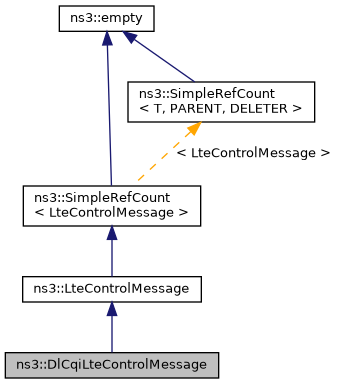 ns3::empty
ns3::SimpleRefCount
< T, PARENT, DELETER >
< LteControlMessage >
ns3::SimpleRefCount
< LteControlMessage >
ns3::LteControlMessage
ns3::DlCqiLteControlMessage